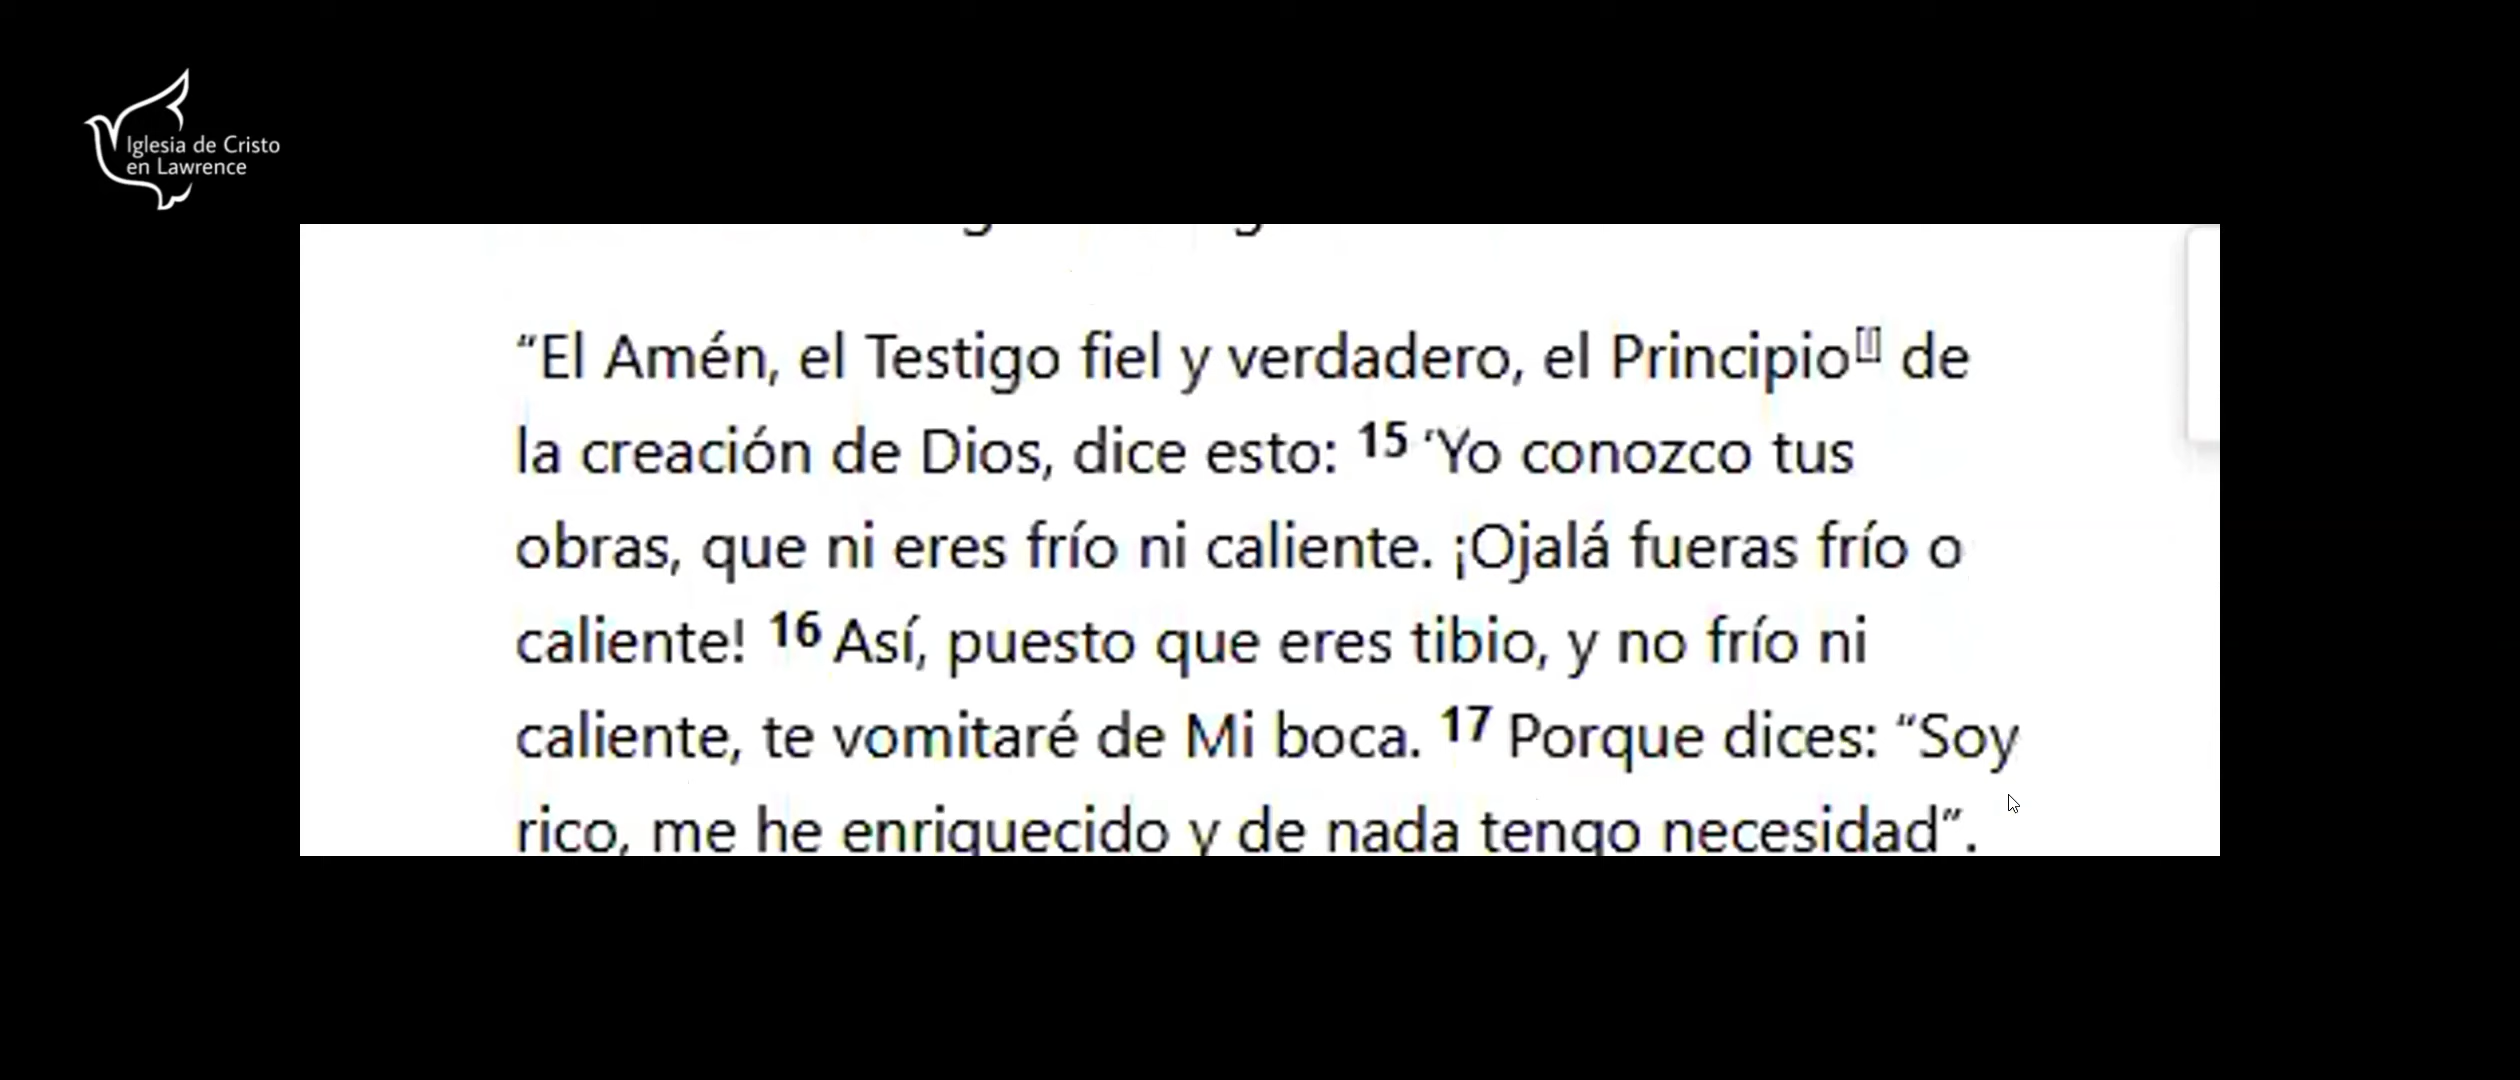 Iglesia de Cristo
en Lawrence
“El Amén, el Testigo fiel y verdadero, el Principio de
la creación de Dios, dice esto: 15 ‘Yo conozco tus
obras, que ni eres frío ni caliente. ¡Ojalá fueras frío o
caliente! 16 Así, puesto que eres tibio, y no frío ni
caliente, te vomitaré de Mi boca. 17 Porque dices: “Soy
rico, me he enriquecido y de nada tengo necesidad”.